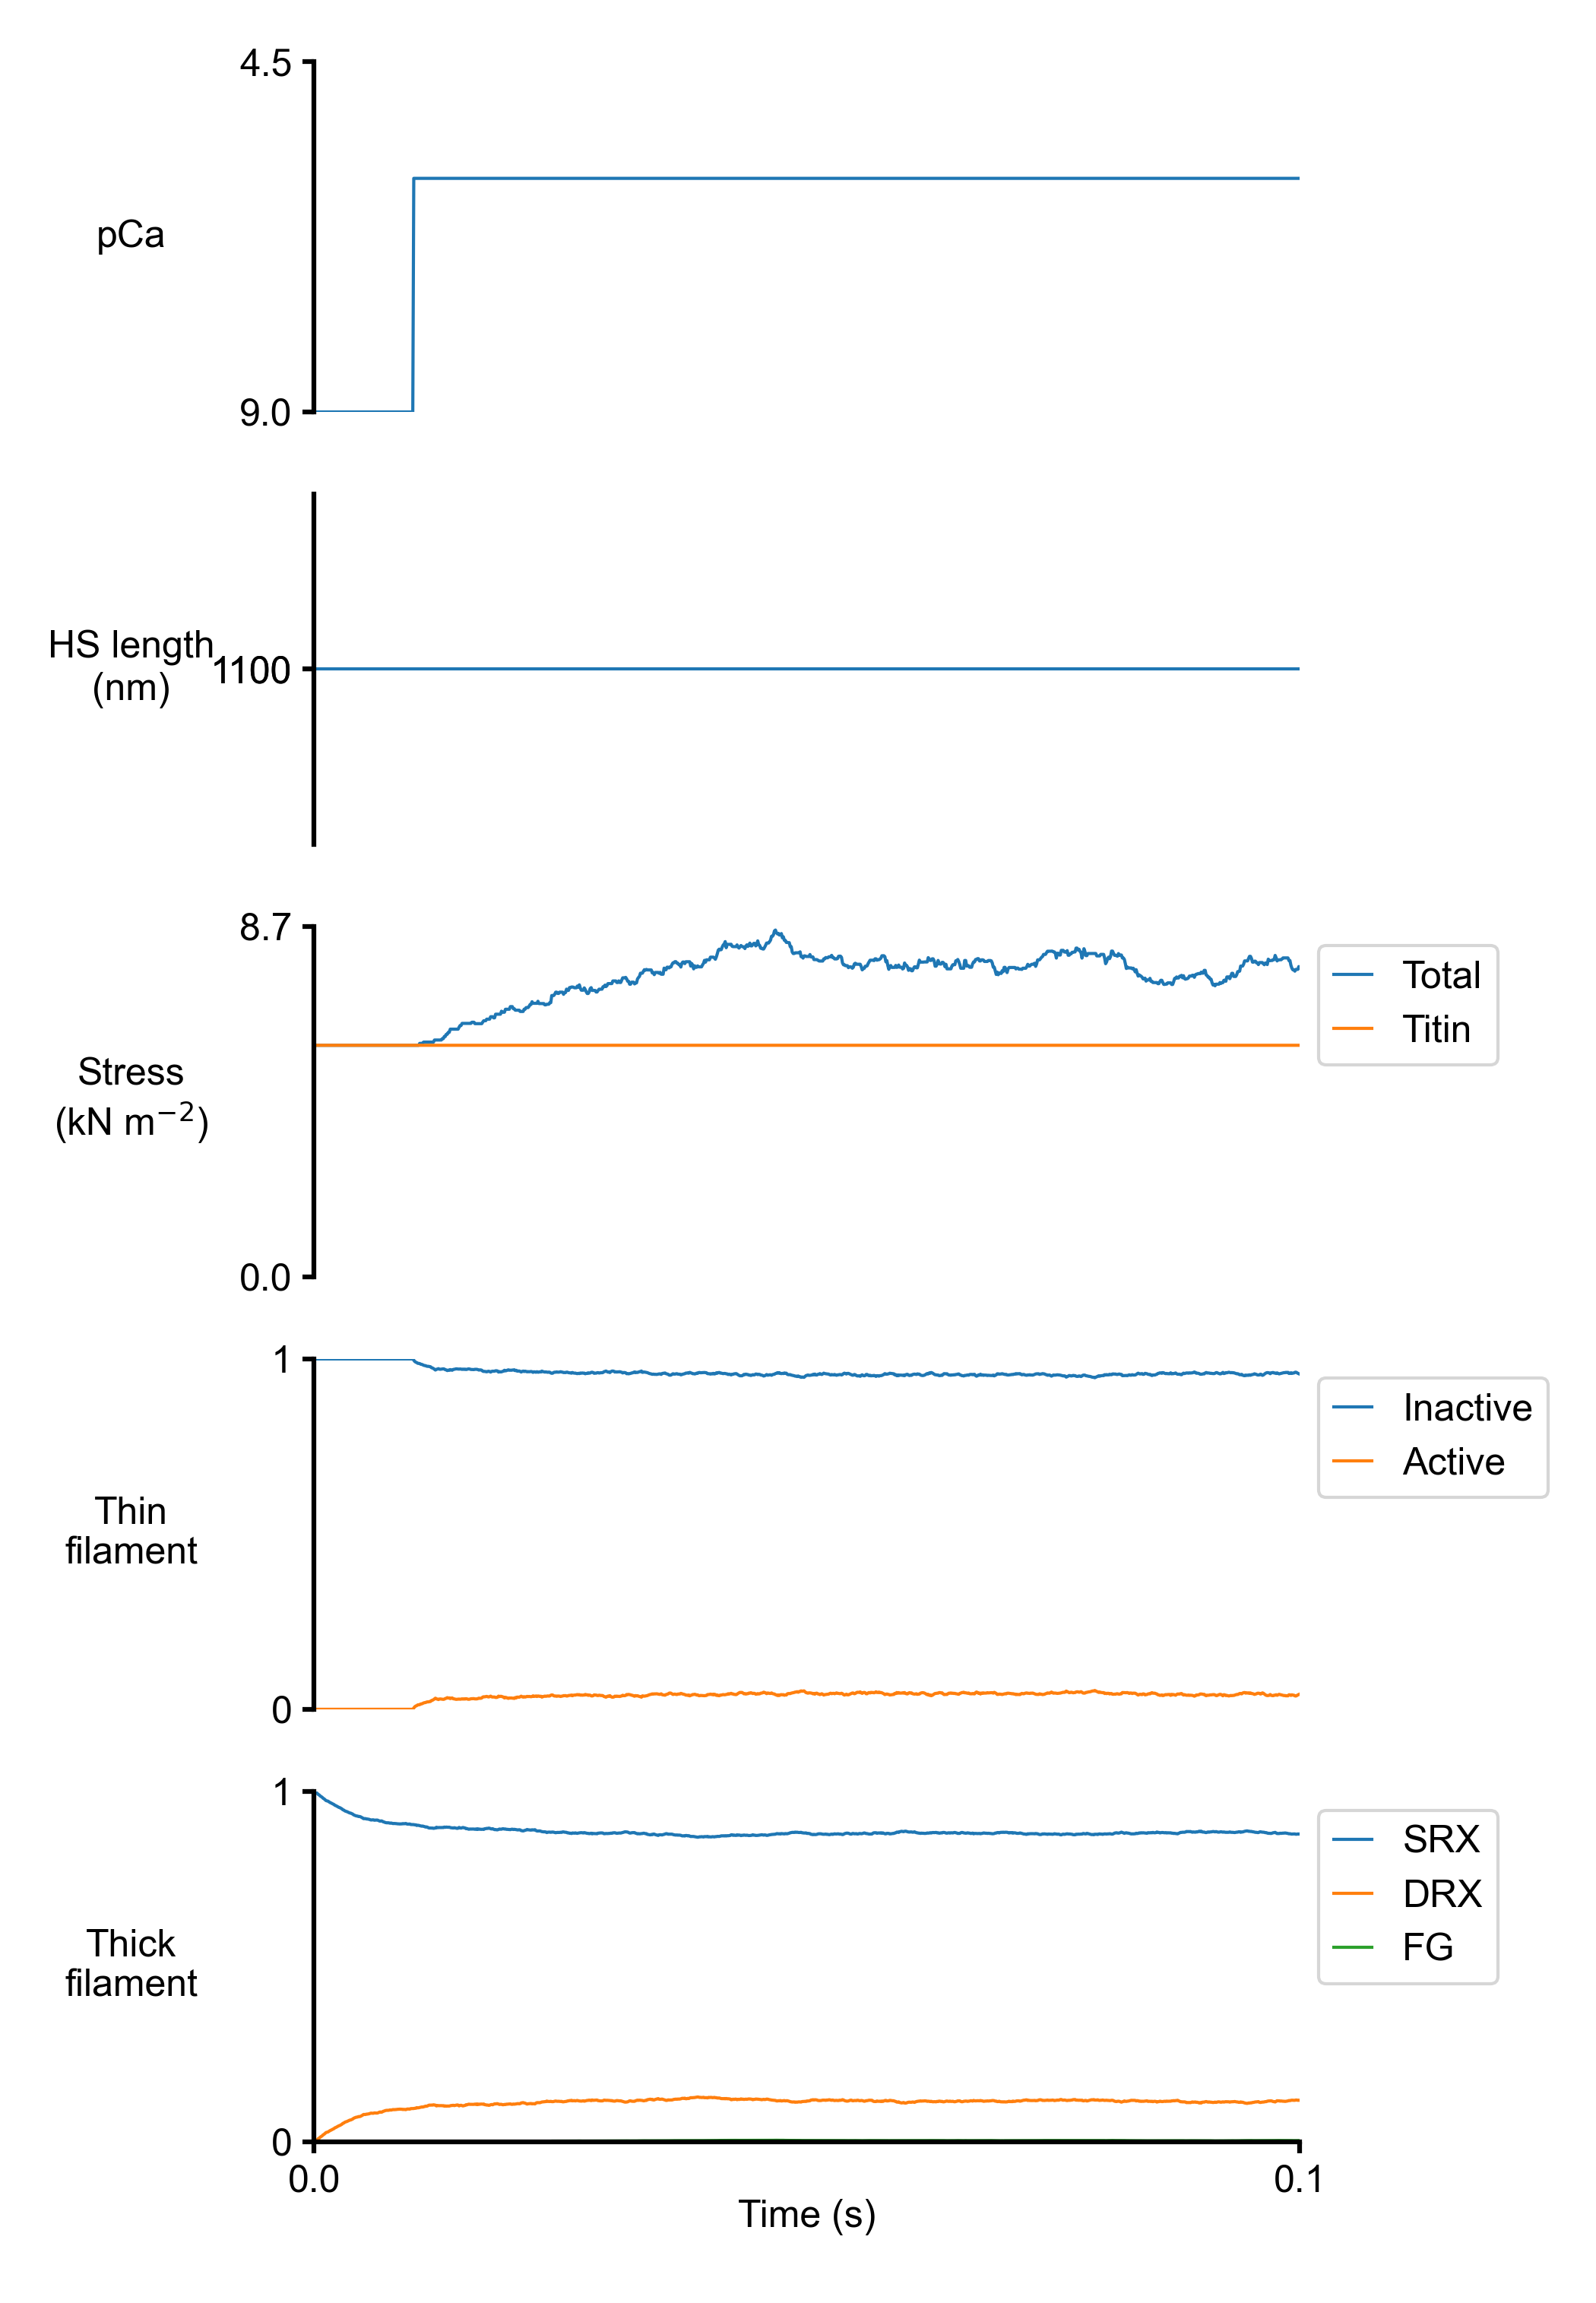 4.5
pCa
9.0
HS length
(nm)
1100
8.7
Total
Titin
Stress
(kN m⁻²)
0.0
1
Inactive
Active
Thin
filament
0
1
SRX
DRX
FG
Thick
filament
0
0.0
0.1
Time (s)